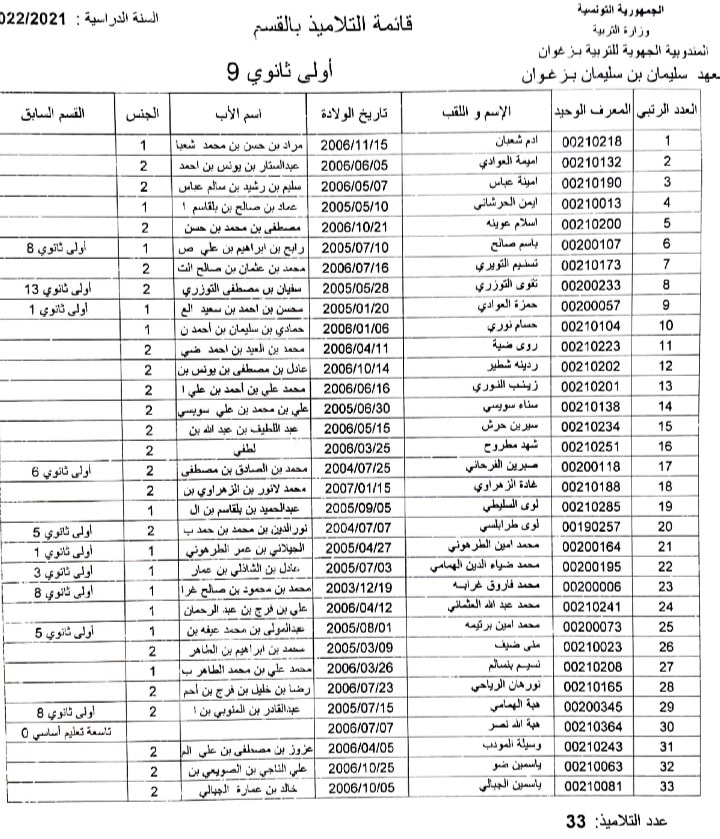 الجمهورية التونسية
وزارة التربية
المندوبية الجهوية للتربية بـزغوان
عهد سليمان بن سليمان بـزغـوان
السنة الدراسية : 022/2021
قائمة التلاميذ بالقسم
أولى ثانوي 9
العدد الرتبي المعرف الوحيد الإسم و اللقب تاريخ الولادة اسم الأب الجنس القسم السابق
1 00210218 ادم شعبان 2006/11/15 مراد بن حسن بن محمد شعبا 1
2 00210132 اميمة العوادي 2006/06/05 عبدالستار بن يونس بن احمد 2
3 00210190 امينة عباس 2006/05/07 سليم بن رشيد بن سالم عباس 2
4 00210013 ايمن الحرشاني 2005/05/10 عماد بن صالح بن بلقاسم ا 1
5 00210200 اسلام عوينه 2006/10/21 مصطفى بن محمد بن حسن 2
6 00200107 باسم صالح 2005/07/10 رابح بن ابراهيم بن علي ص 1 أولى ثانوي 8
7 00210173 تسنيم التويري 2006/07/16 محمد بن عثمان بن صالح الت 2
8 00200233 تقوى التوزري 2005/05/28 سفيان بن مصطفى التوزري 2 أولى ثانوي 13
9 00200057 حمزة العوادي 2005/01/20 محسن بن احمد بن سعيد الع 1 أولى ثانوي 1
10 00210104 حسام نوري 2006/01/06 حمادي بن سليمان بن أحمد ن 1
11 00210223 روى ضية 2006/04/11 محمد بن العيد بن احمد ضي 2
12 00210202 ردينه شطير 2006/10/14 عادل بن مصطفى بن يونس بن 2
13 00210201 زينب النوري 2006/06/16 محمد علي بن أحمد بن علي ا 2
14 00210138 سناء سويسي 2005/06/30 علي بن محمد بن علي سويسي 2
15 00210234 سيرين حرش 2006/05/15 عبد اللطيف بن عبد الله بن 2
16 00210251 شهد مطروح 2006/03/25 لطفي 2
17 00200118 صبرين الفرحاني 2004/07/25 محمد بن الصادق بن مصطفى 2 أولى ثانوي 6
18 00210188 غادة الزهراوي 2007/01/15 محمد لانور بن الزهراوي بن 2
19 00210285 لوى السليطي 2005/09/05 عبدالحميد بن بلقاسم بن ال 1
20 00190257 لوى طرابلسي 2004/07/07 نورالدين بن محمد بن حمد ب 2 أولى ثانوي 5
21 00200164 محمد امين الطرهوني 2005/04/27 الجيلاني بن عمر الطرهوني 1 أولى ثانوي 1
22 00200195 محمد ضياء الدين الهمامي 2005/07/03 عادل بن الشاذلي بن عمار 1 أولى ثانوي 3
23 00200006 محمد فاروق غرابه 2003/12/19 محمد بن محمود بن صالح غرا 1 أولى ثانوي 8
24 00210241 محمد عبد الله العثماني 2006/04/12 علي بن فرج بن عبد الرحمان 1
25 00200073 محمد امين برثيمه 2005/08/01 عبدالمولى بن محمد عيفه بن 1 أولى ثانوي 5
26 00210023 ملى ضيف 2005/03/09 محمد بن ابراهيم بن الطاهر 2
27 00210208 نسيم بنسالم 2006/03/26 محمد علي بن محمد الطاهر ب 1
28 00210165 نورهان الرياحي 2006/07/23 رضا بن خليل بن فرج بن أحم 2
29 00200345 هبة الهمامي 2005/07/15 عبدالقادر بن المنوبي بن ا 2 أولى ثانوي 8
30 00210364 هبة الله نصر 2006/07/07 تاسعة تعليم أساسي 0
31 00210243 وسيلة المودب 2006/04/05 عزوز بن مصطفى بن علي الم 2
32 00210063 ياسمين ضو 2006/10/25 علي الناجي بن الصويعي بن 2
33 00210081 ياسمين الجبالي 2006/10/05 خالد بن عمارة الجبالي 2
عدد التلاميذ: 33